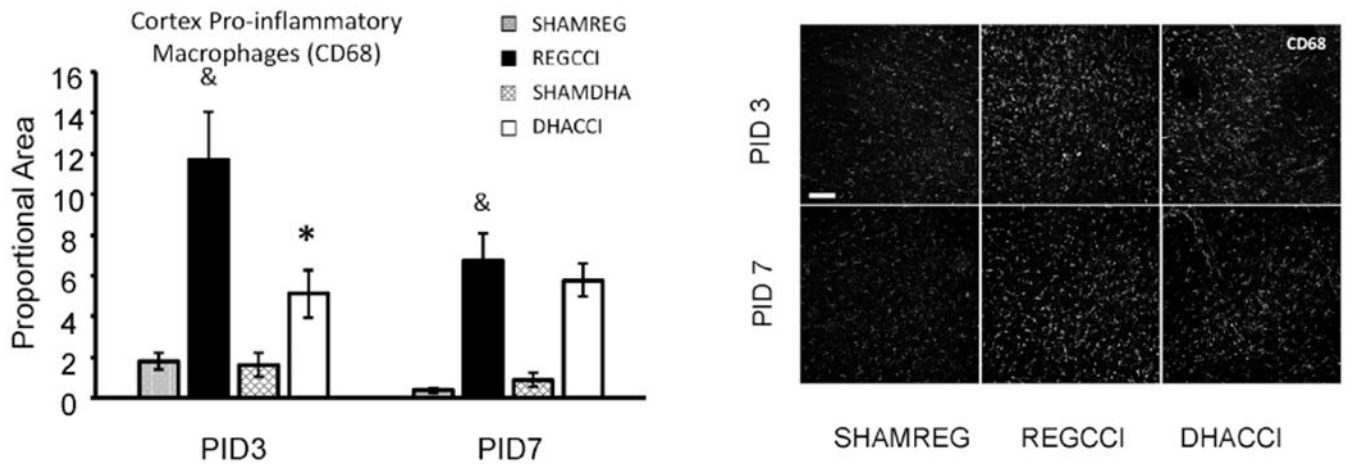 Cortex Pro-inflammatory
Macrophages (CD68)
SHAMREG
REGCCI
SHAMDHA
DHACCI
&
&
*
Proportional Area
16
14
12
10
8
6
4
2
0
PID3
PID7
CD68
PID 3
PID 7
SHAMREG
REGCCI
DHACCI